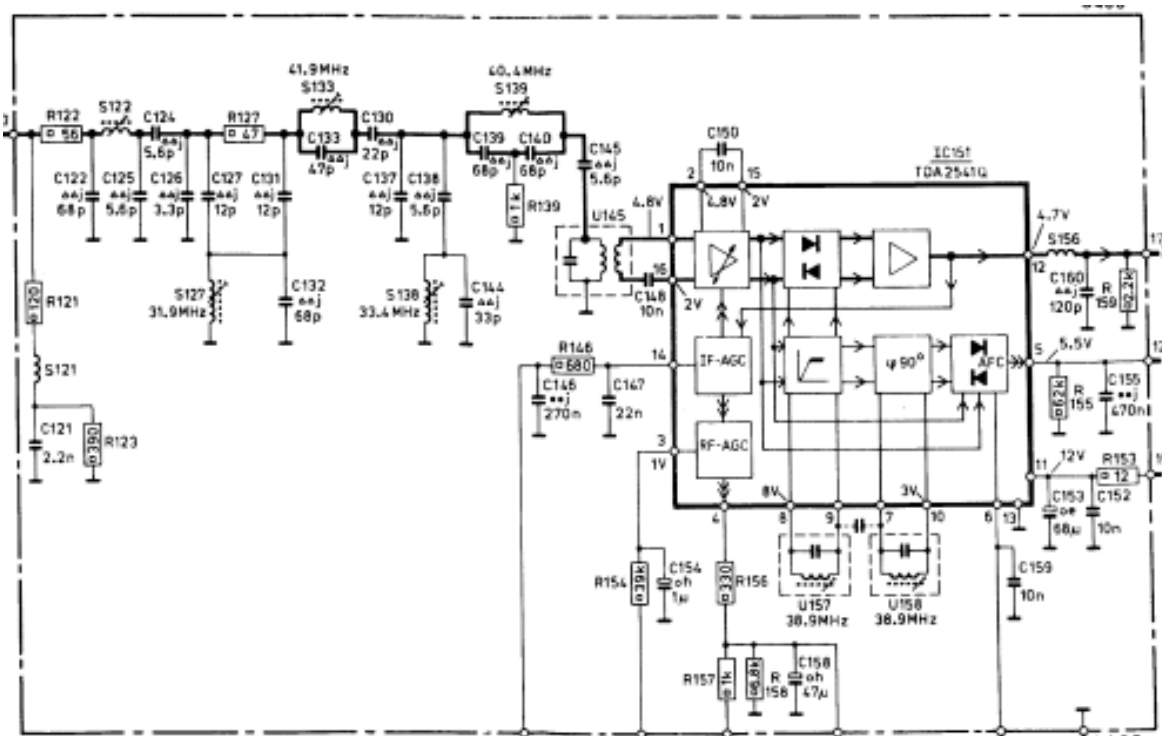 41.9MHz
S133
40.4MHz
S139
R122
56
S122
C124
5.6p
R127
47
C133
47p
C130
22p
C139
68p
C140
68p
C145
5.6p
C150
10n
IC151
TDA2541Q
C122
68p
C125
5.6p
C126
3.3p
C127
12p
C131
12p
C137
12p
C138
5.6p
1k
R139
U145
4.8V
1
2
15
4.8V
2V
4.7V
S156
17
12
16
2V
C148
10n
C160
120p
R
159
2.2k
R121
120
S127
31.9MHz
C132
68p
S138
33.4MHz
C144
33p
S121
R146
680
14
IF-AGC
φ90°
AFC
5
5.5V
C146
270n
C147
22n
62k
R
155
C155
470n
C121
2.2n
390
R123
3
1V
RF-AGC
11
12V
R153
12
8V
3V
4
8
9
7
10
6
13
C153
68μ
C152
10n
R154
39k
C154
oh
1μ
330
R156
U157
38.9MHz
U158
38.9MHz
C159
10n
R157
1k
6.8k
R
158
C158
oh
47μ